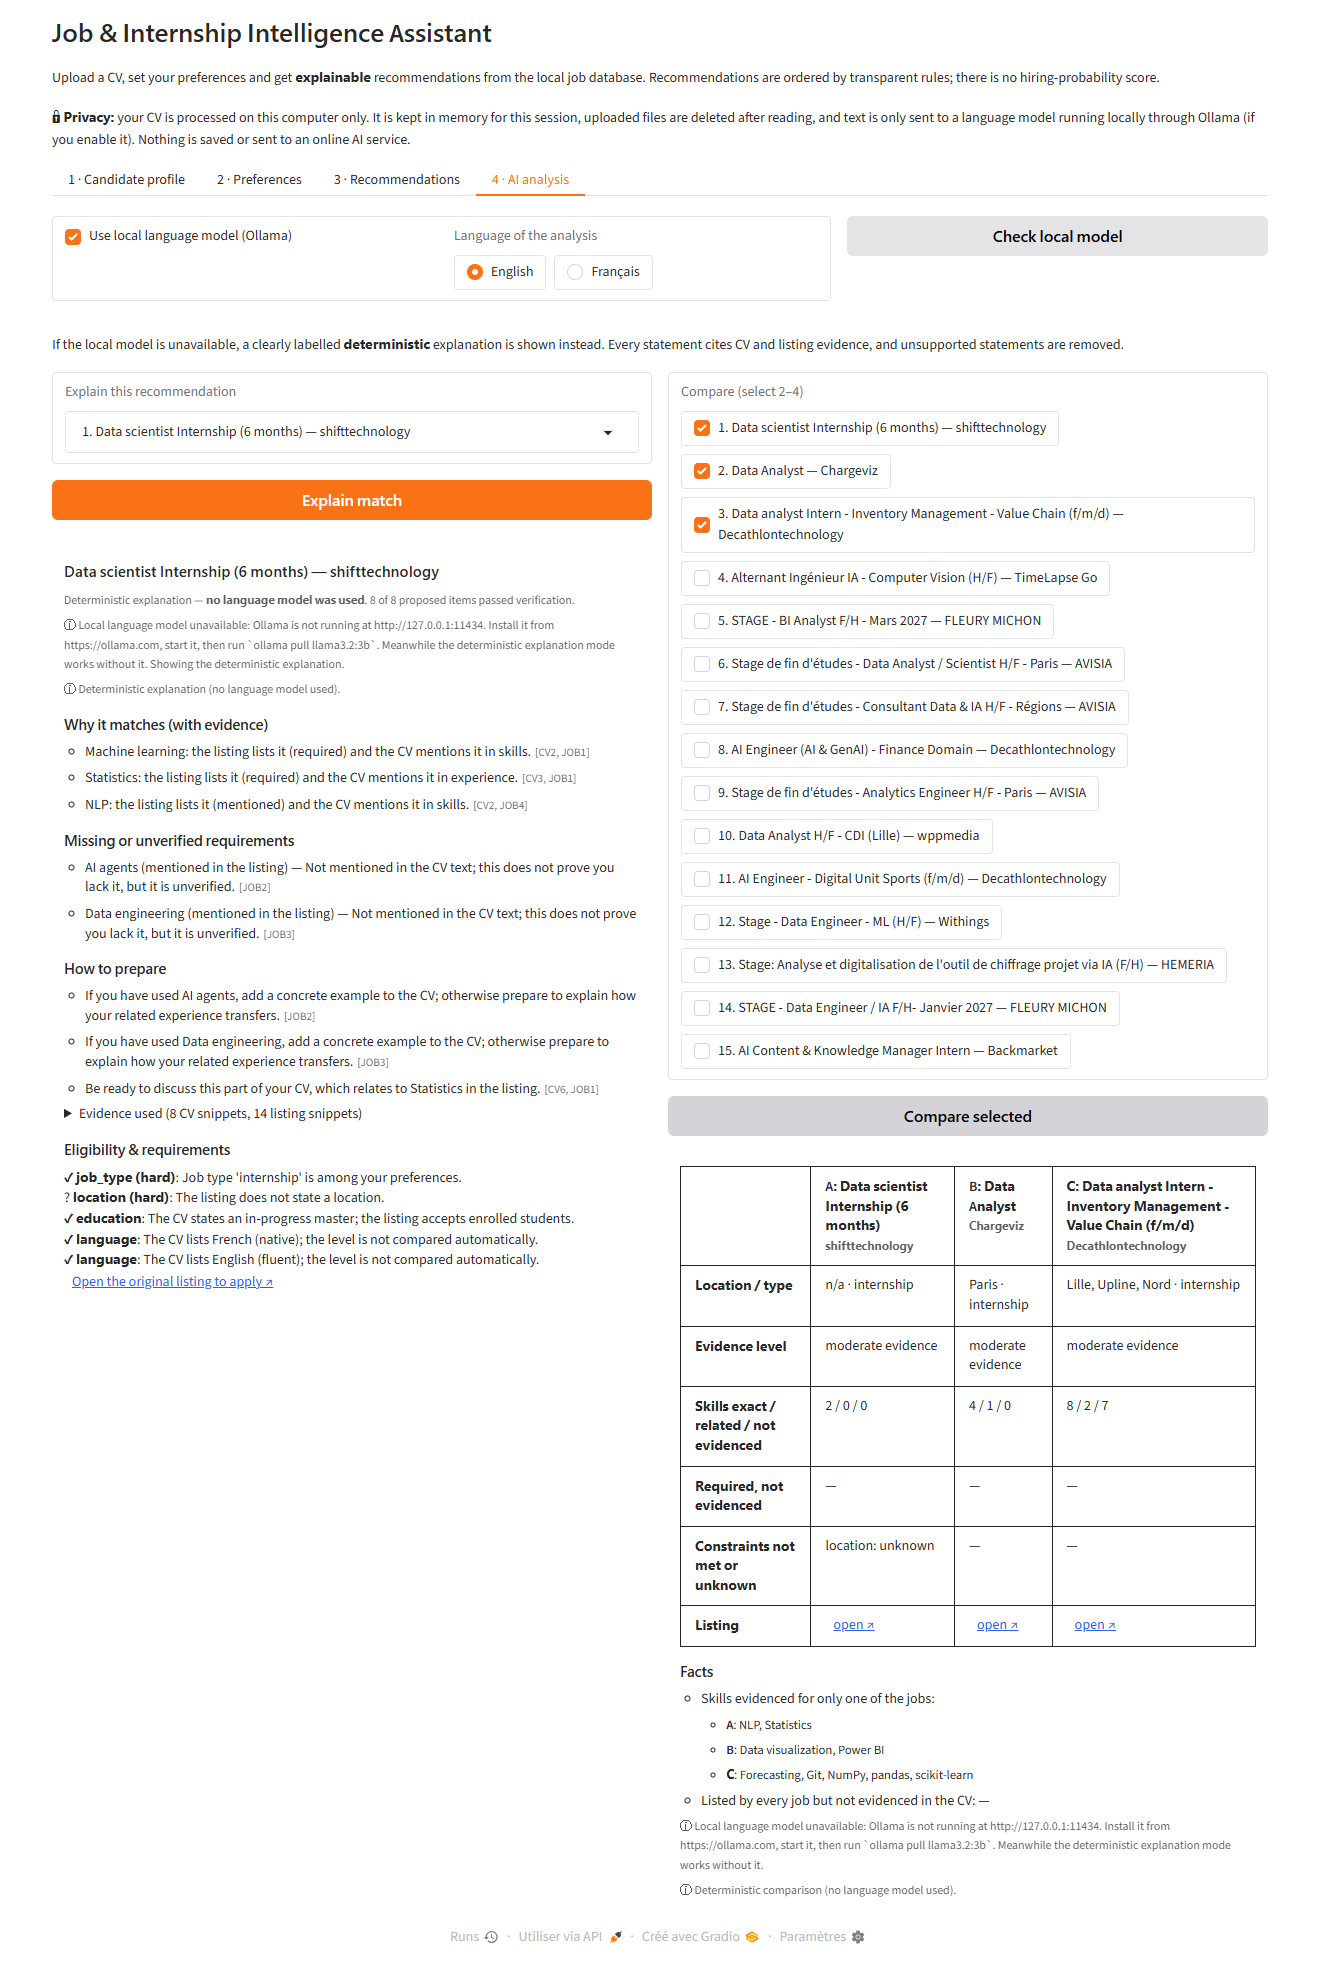 Job & Internship Intelligence Assistant
Upload a CV, set your preferences and get explainable recommendations from the local job database. Recommendations are ordered by transparent rules; there is no hiring-probability score.
🔒 Privacy: your CV is processed on this computer only. It is kept in memory for this session, uploaded files are deleted after reading, and text is only sent to a language model running locally through Ollama (if
you enable it). Nothing is saved or sent to an online AI service.
1 · Candidate profile
2 · Preferences
3 · Recommendations
4 · AI analysis
Use local language model (Ollama)
Language of the analysis
English
Français
Check local model
If the local model is unavailable, a clearly labelled deterministic explanation is shown instead. Every statement cites CV and listing evidence, and unsupported statements are removed.
Explain this recommendation
1. Data scientist Internship (6 months) — shifttechnology
Explain match
Data scientist Internship (6 months) — shifttechnology
Deterministic explanation — no language model was used. 8 of 8 proposed items passed verification.
ⓘ Local language model unavailable: Ollama is not running at http://127.0.0.1:11434. Install it from
https://ollama.com, start it, then run `ollama pull llama3.2:3b`. Meanwhile the deterministic explanation mode
works without it. Showing the deterministic explanation.
ⓘ Deterministic explanation (no language model used).
Why it matches (with evidence)
Machine learning: the listing lists it (required) and the CV mentions it in skills. [CV2, JOB1]
Statistics: the listing lists it (required) and the CV mentions it in experience. [CV3, JOB1]
NLP: the listing lists it (mentioned) and the CV mentions it in skills. [CV2, JOB4]
Missing or unverified requirements
AI agents (mentioned in the listing) — Not mentioned in the CV text; this does not prove you
lack it, but it is unverified. [JOB2]
Data engineering (mentioned in the listing) — Not mentioned in the CV text; this does not prove
you lack it, but it is unverified. [JOB3]
How to prepare
If you have used AI agents, add a concrete example to the CV; otherwise prepare to explain how
your related experience transfers. [JOB2]
If you have used Data engineering, add a concrete example to the CV; otherwise prepare to
explain how your related experience transfers. [JOB3]
Be ready to discuss this part of your CV, which relates to Statistics in the listing. [CV6, JOB1]
▶ Evidence used (8 CV snippets, 14 listing snippets)
Eligibility & requirements
✓ job_type (hard): Job type 'internship' is among your preferences.
? location (hard): The listing does not state a location.
✓ education: The CV states an in-progress master; the listing accepts enrolled students.
✓ language: The CV lists French (native); the level is not compared automatically.
✓ language: The CV lists English (fluent); the level is not compared automatically.
Open the original listing to apply ↗
Compare (select 2–4)
1. Data scientist Internship (6 months) — shifttechnology
2. Data Analyst — Chargeviz
3. Data analyst Intern - Inventory Management - Value Chain (f/m/d) —
Decathlontechnology
4. Alternant Ingénieur IA - Computer Vision (H/F) — TimeLapse Go
5. STAGE - BI Analyst F/H - Mars 2027 — FLEURY MICHON
6. Stage de fin d'études - Data Analyst / Scientist H/F - Paris — AVISIA
7. Stage de fin d'études - Consultant Data & IA H/F - Régions — AVISIA
8. AI Engineer (AI & GenAI) - Finance Domain — Decathlontechnology
9. Stage de fin d'études - Analytics Engineer H/F - Paris — AVISIA
10. Data Analyst H/F - CDI (Lille) — wppmedia
11. AI Engineer - Digital Unit Sports (f/m/d) — Decathlontechnology
12. Stage - Data Engineer - ML (H/F) — Withings
13. Stage: Analyse et digitalisation de l'outil de chiffrage projet via IA (F/H) — HEMERIA
14. STAGE - Data Engineer / IA F/H- Janvier 2027 — FLEURY MICHON
15. AI Content & Knowledge Manager Intern — Backmarket
Compare selected
A: Data scientist
Internship (6
months)
shifttechnology
B: Data
Analyst
Chargeviz
C: Data analyst Intern -
Inventory Management -
Value Chain (f/m/d)
Decathlontechnology
Location / type
n/a · internship
Paris ·
internship
Lille, Upline, Nord · internship
Evidence level
moderate evidence
moderate
evidence
moderate evidence
Skills exact /
related / not
evidenced
2 / 0 / 0
4 / 1 / 0
8 / 2 / 7
Required, not
evidenced
—
—
—
Constraints not
met or
unknown
location: unknown
—
—
Listing
open ↗
open ↗
open ↗
Facts
Skills evidenced for only one of the jobs:
A: NLP, Statistics
B: Data visualization, Power BI
C: Forecasting, Git, NumPy, pandas, scikit-learn
Listed by every job but not evidenced in the CV: —
ⓘ Local language model unavailable: Ollama is not running at http://127.0.0.1:11434. Install it from
https://ollama.com, start it, then run `ollama pull llama3.2:3b`. Meanwhile the deterministic explanation mode
works without it.
ⓘ Deterministic comparison (no language model used).
Runs · Utiliser via API · Créé avec Gradio · Paramètres